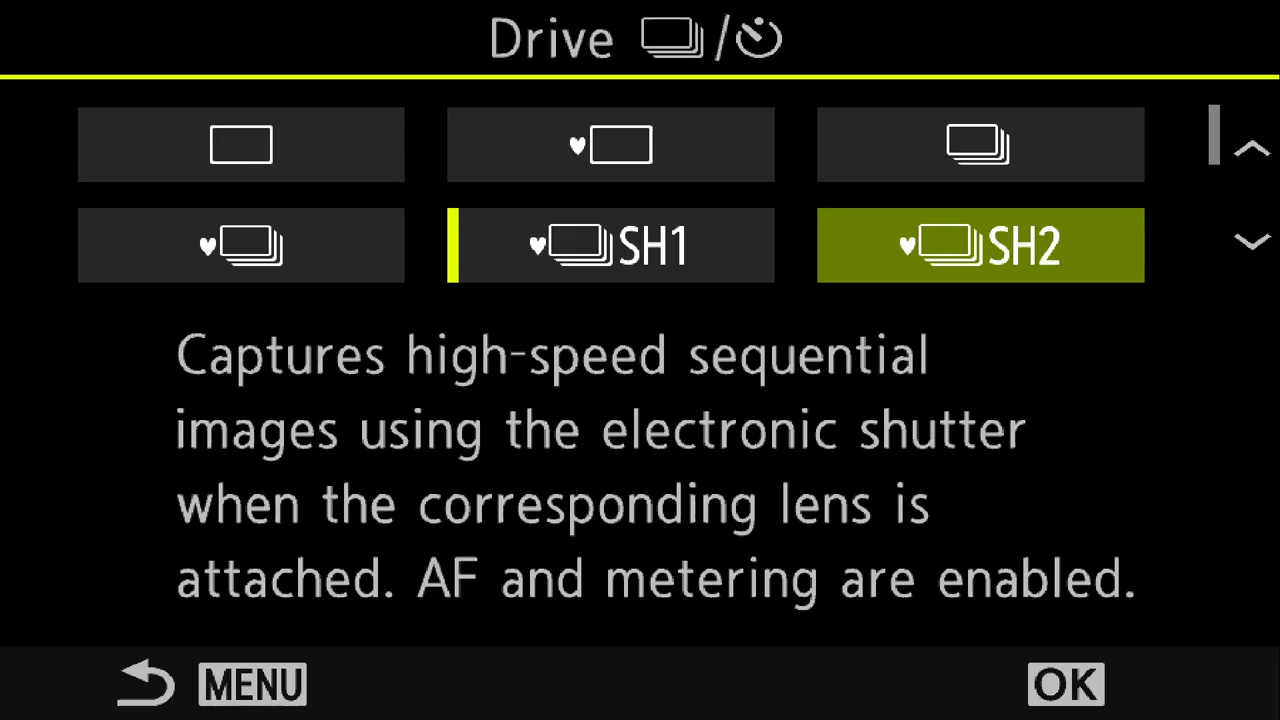 Drive /
SH1
SH2
Captures high-speed sequential
images using the electronic shutter
when the corresponding lens is
attached. AF and metering are enabled.
MENU
OK